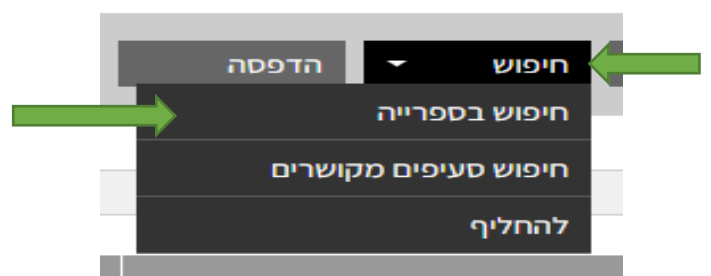 חיפוש
הדפסה
חיפוש בספרייה
חיפוש סעיפים מקושרים
להחליף